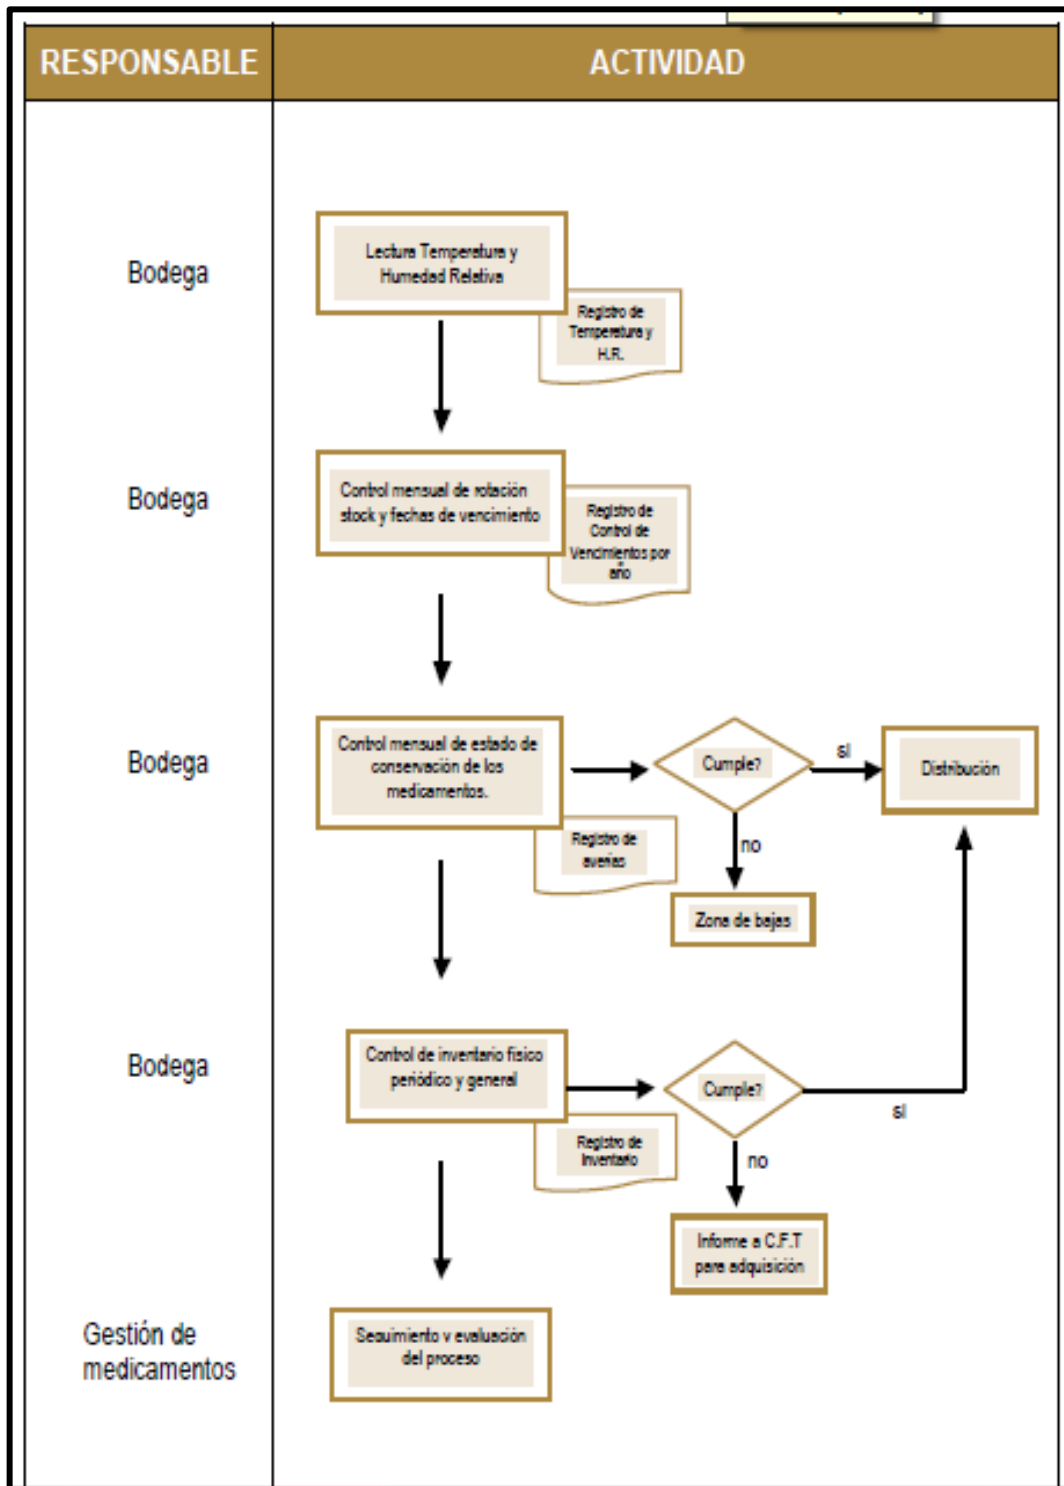 RESPONSABLE
ACTIVIDAD
Bodega
Lectura Temperatura y
Humedad Relativa
Registro de
Temperatura y
H.R.
Bodega
Control mensual de rotación
stock y fechas de vencimiento
Registro de
Control de
Vencimientos por
año
Bodega
Control mensual de estado de
conservación de los
medicamentos.
Cumple?
si
Distribución
Registro de
averias
no
Zona de bajas
Bodega
Control de inventario físico
periódico y general
Cumple?
si
Registro de
Inventario
no
Informe a C.F.T
para adquisición
Gestión de
medicamentos
Seguimiento y evaluación
del proceso